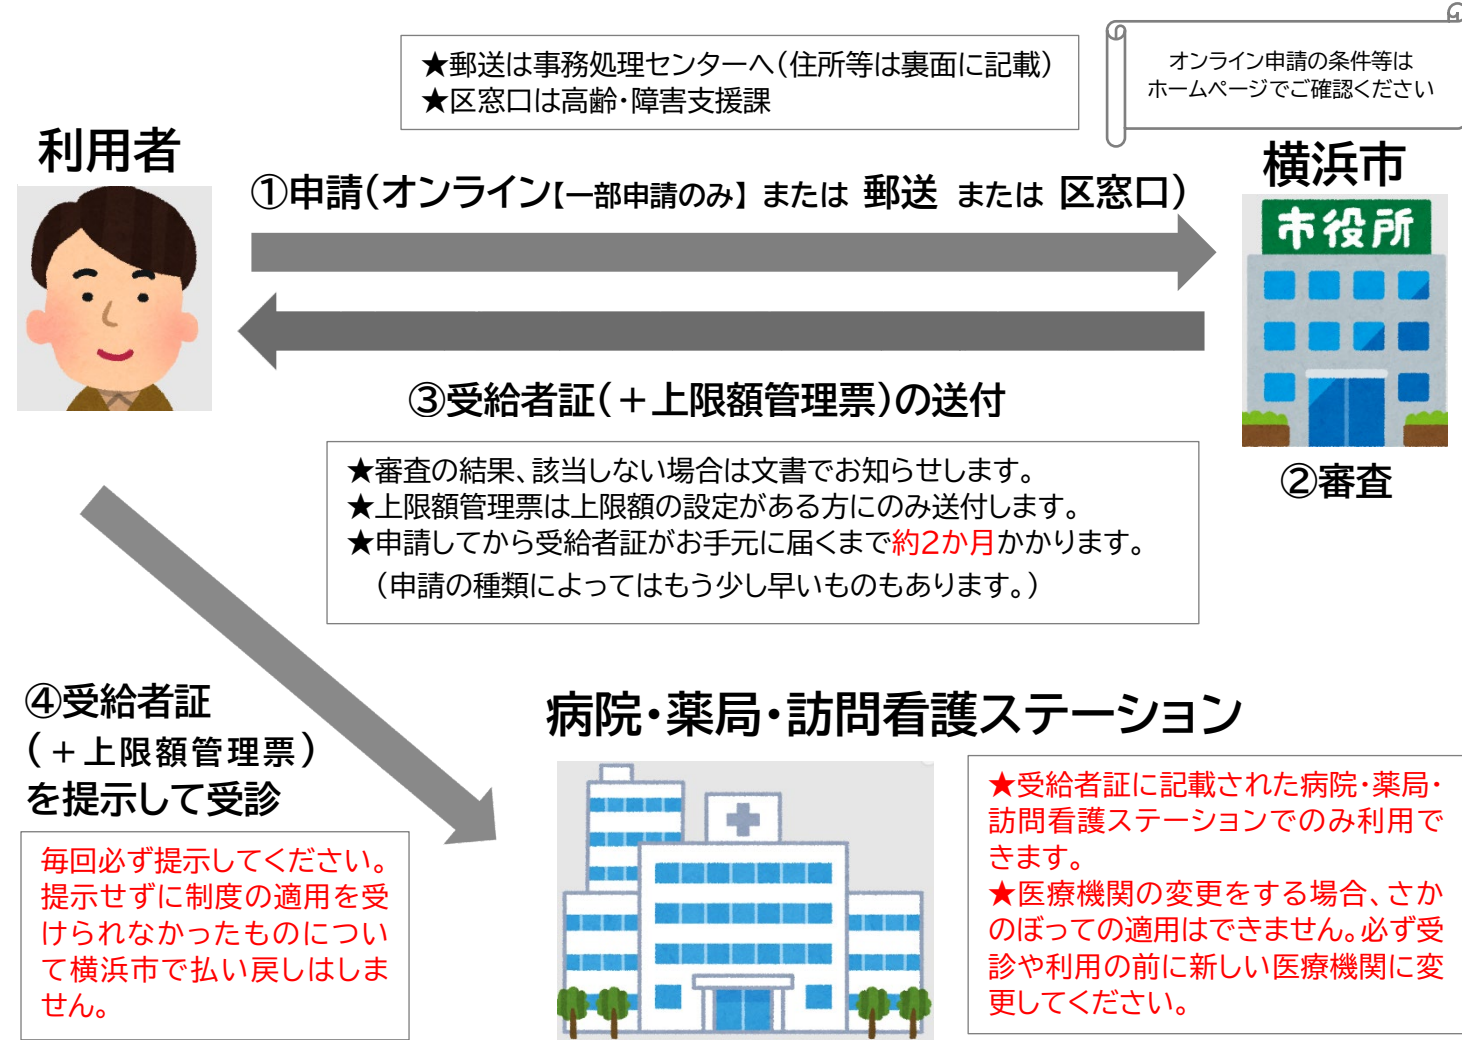 ★郵送は事務処理センターへ(住所等は裏面に記載)
★区窓口は高齢・障害支援課
オンライン申請の条件等は
ホームページでご確認ください
利用者
横浜市
①申請(オンライン【一部申請のみ】 または 郵送 または 区窓口)
市役所
③受給者証(+上限額管理票)の送付
②審査
★審査の結果、該当しない場合は文書でお知らせします。
★上限額管理票は上限額の設定がある方にのみ送付します。
★申請してから受給者証がお手元に届くまで約2か月かかります。
(申請の種類によってはもう少し早いものもあります。)
④受給者証
(+上限額管理票)
を提示して受診
毎回必ず提示してください。
提示せずに制度の適用を受
けられなかったものについ
て横浜市で払い戻しはしま
せん。
病院・薬局・訪問看護ステーション
★受給者証に記載された病院・薬局・
訪問看護ステーションでのみ利用で
きます。
★医療機関の変更をする場合、さか
のぼっての適用はできません。必ず受
診や利用の前に新しい医療機関に変
更してください。